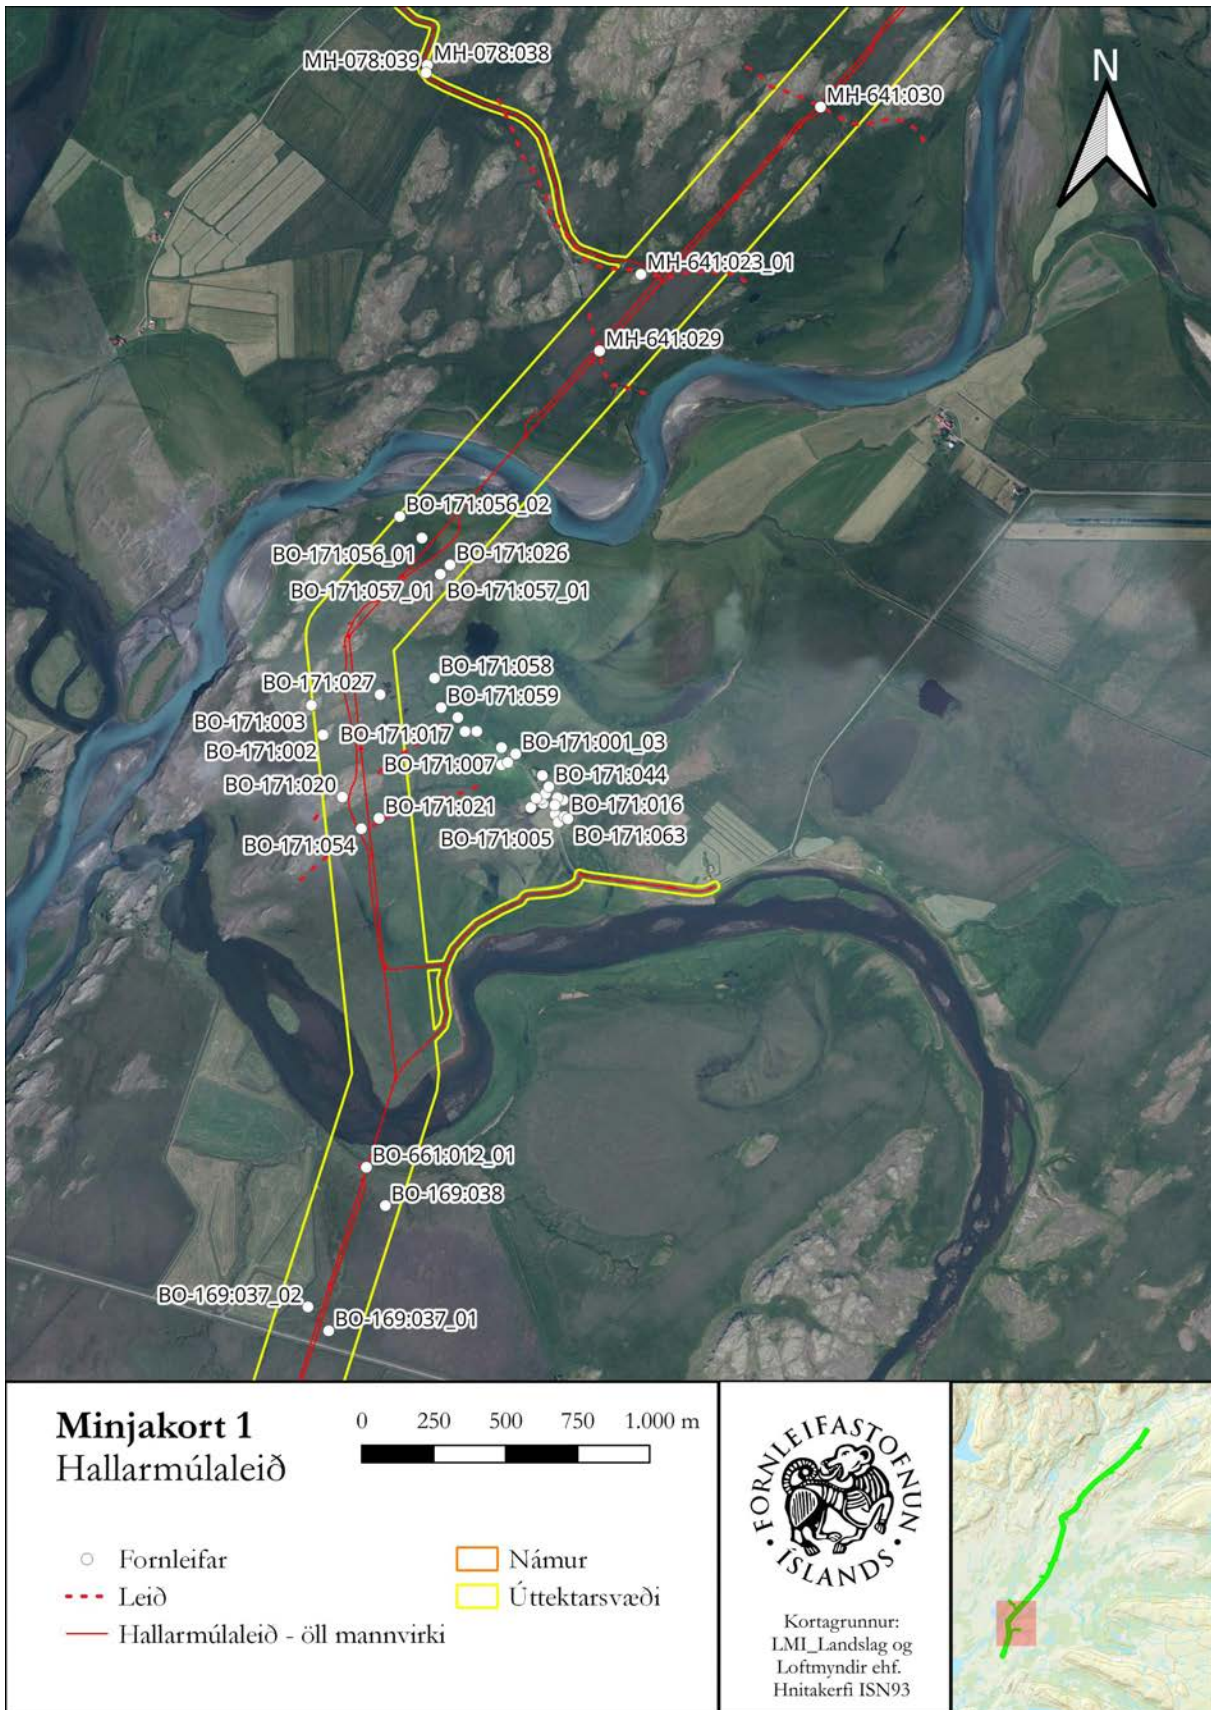 MH-078:039
MH-078:038
N
MH-641:030
MH-641:023_01
MH-641:029
BO-171:056_02
BO-171:056_01
BO-171:026
BO-171:057_01
BO-171:057_01
BO-171:058
BO-171:027
BO-171:059
BO-171:003
BO-171:017
BO-171:002
BO-171:001_03
BO-171:007
BO-171:044
BO-171:020
BO-171:021
BO-171:016
BO-171:054
BO-171:005
BO-171:063
BO-661:012_01
BO-169:038
BO-169:037_02
BO-169:037_01
Minjakort 1
Hallarmúlaleið
0 250 500 750 1.000 m
Fornleifar
Leið
Hallarmúlaleið - öll mannvirki
Námur
Úttektarsvæði
FORNLEIFASTOFNUN
• ÍSLANDS •
Kortagrunnur:
LMI_Landslag og
Loftmyndir ehf.
Hnitakerfi ISN93